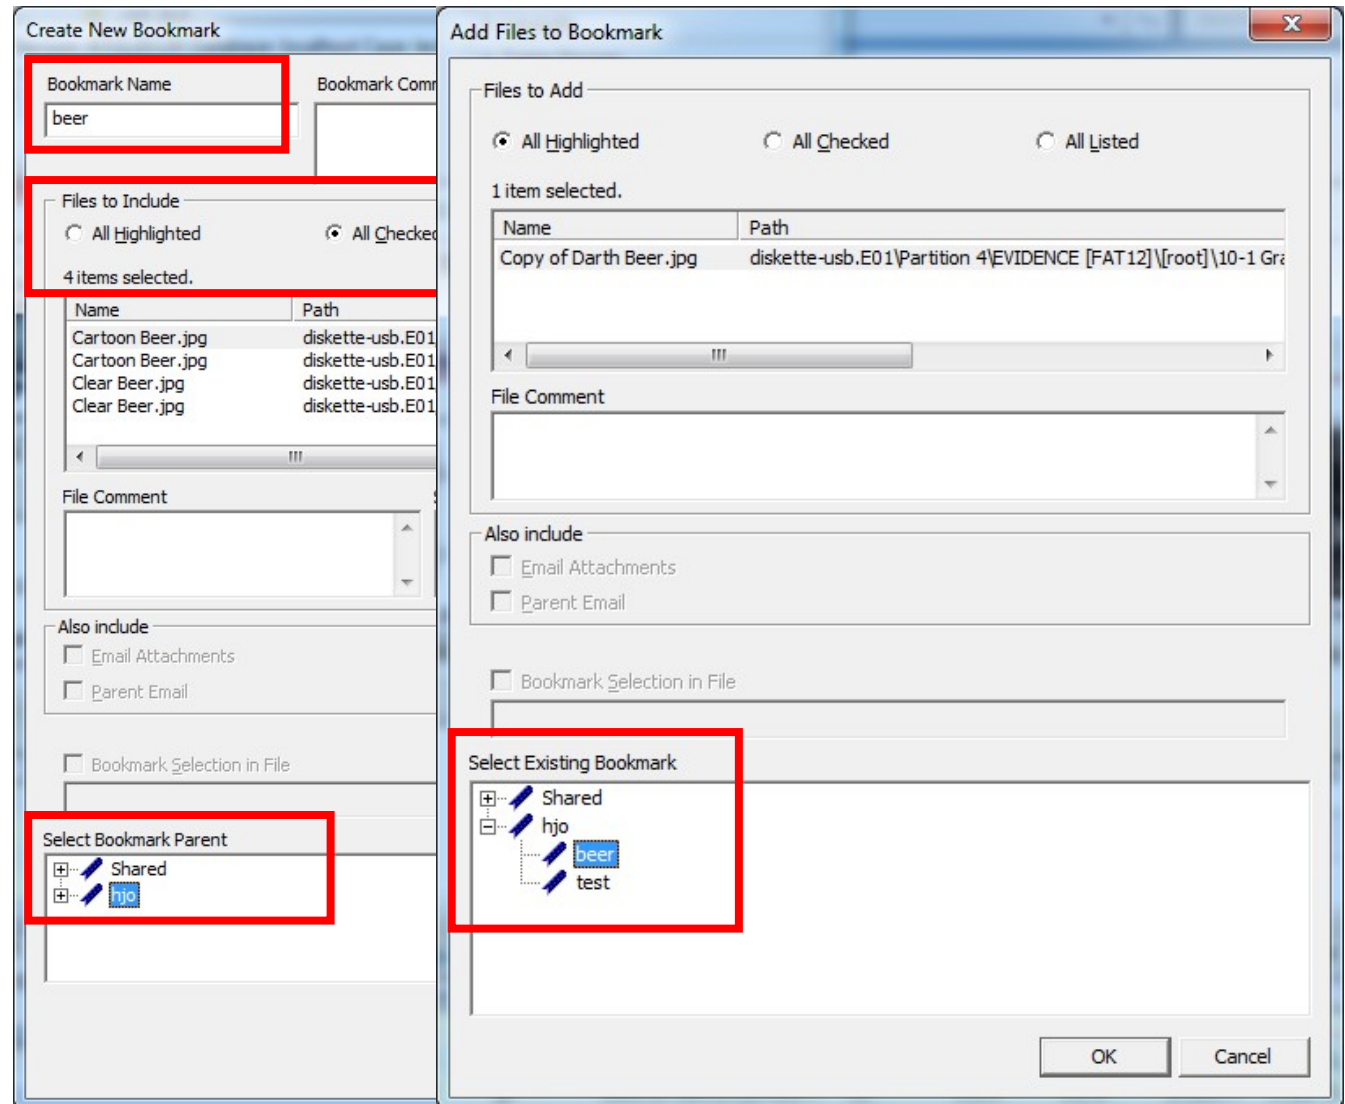 Create New Bookmark
Bookmark Name
Bookmark Comm
beer
Files to Include
All Highlighted
All Checked
4 items selected.
Name Path
Cartoon Beer.jpg diskette-usb.E01
Cartoon Beer.jpg diskette-usb.E01
Clear Beer.jpg diskette-usb.E01
Clear Beer.jpg diskette-usb.E01
File Comment
Also include
Email Attachments
Parent Email
Bookmark Selection in File
Select Bookmark Parent
Shared
hjo
Add Files to Bookmark
Files to Add
All Highlighted All Checked All Listed
1 item selected.
Name Path
Copy of Darth Beer.jpg diskette-usb.E01\Partition 4\EVIDENCE [FAT12]\[root]\10-1 Gra
File Comment
Also include
Email Attachments
Parent Email
Bookmark Selection in File
Select Existing Bookmark
Shared
hjo
beer
test
OK Cancel